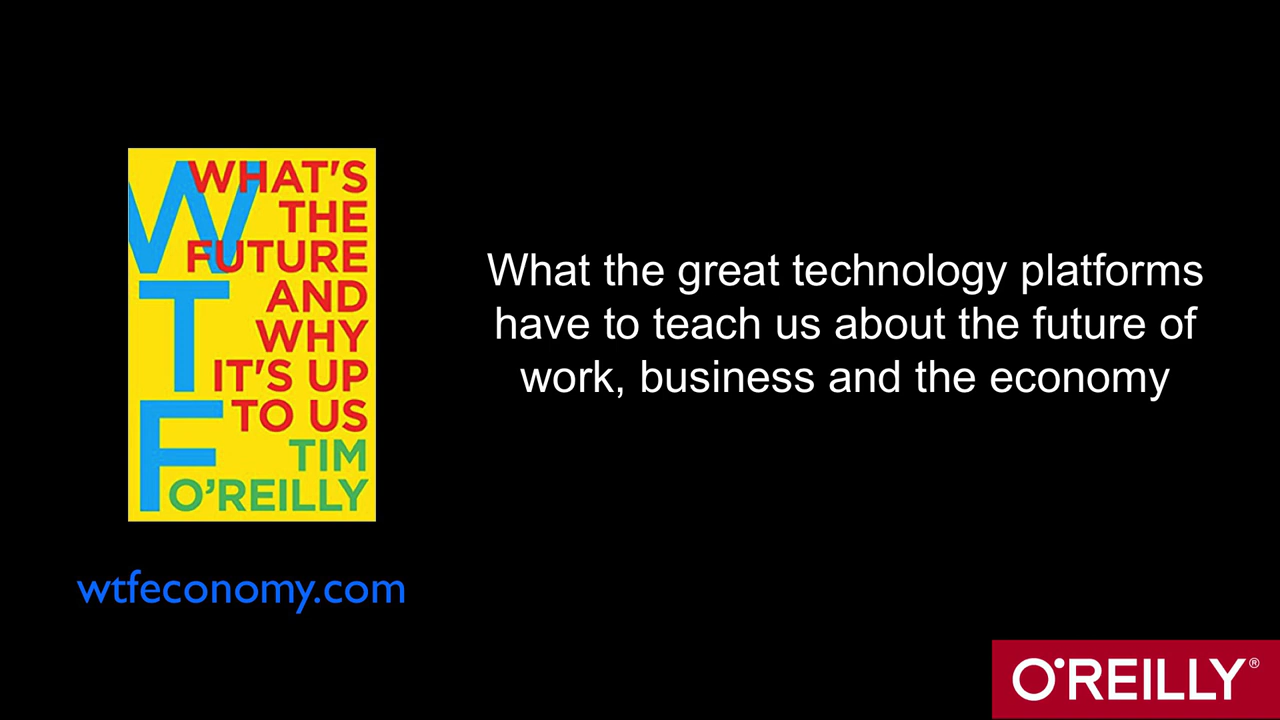 W
T
F
WHAT'S
THE
FUTURE
AND
WHY
IT'S UP
TO US
TIM
O'REILLY
wtfeconomy.com
What the great technology platforms
have to teach us about the future of
work, business and the economy
O'REILLY®